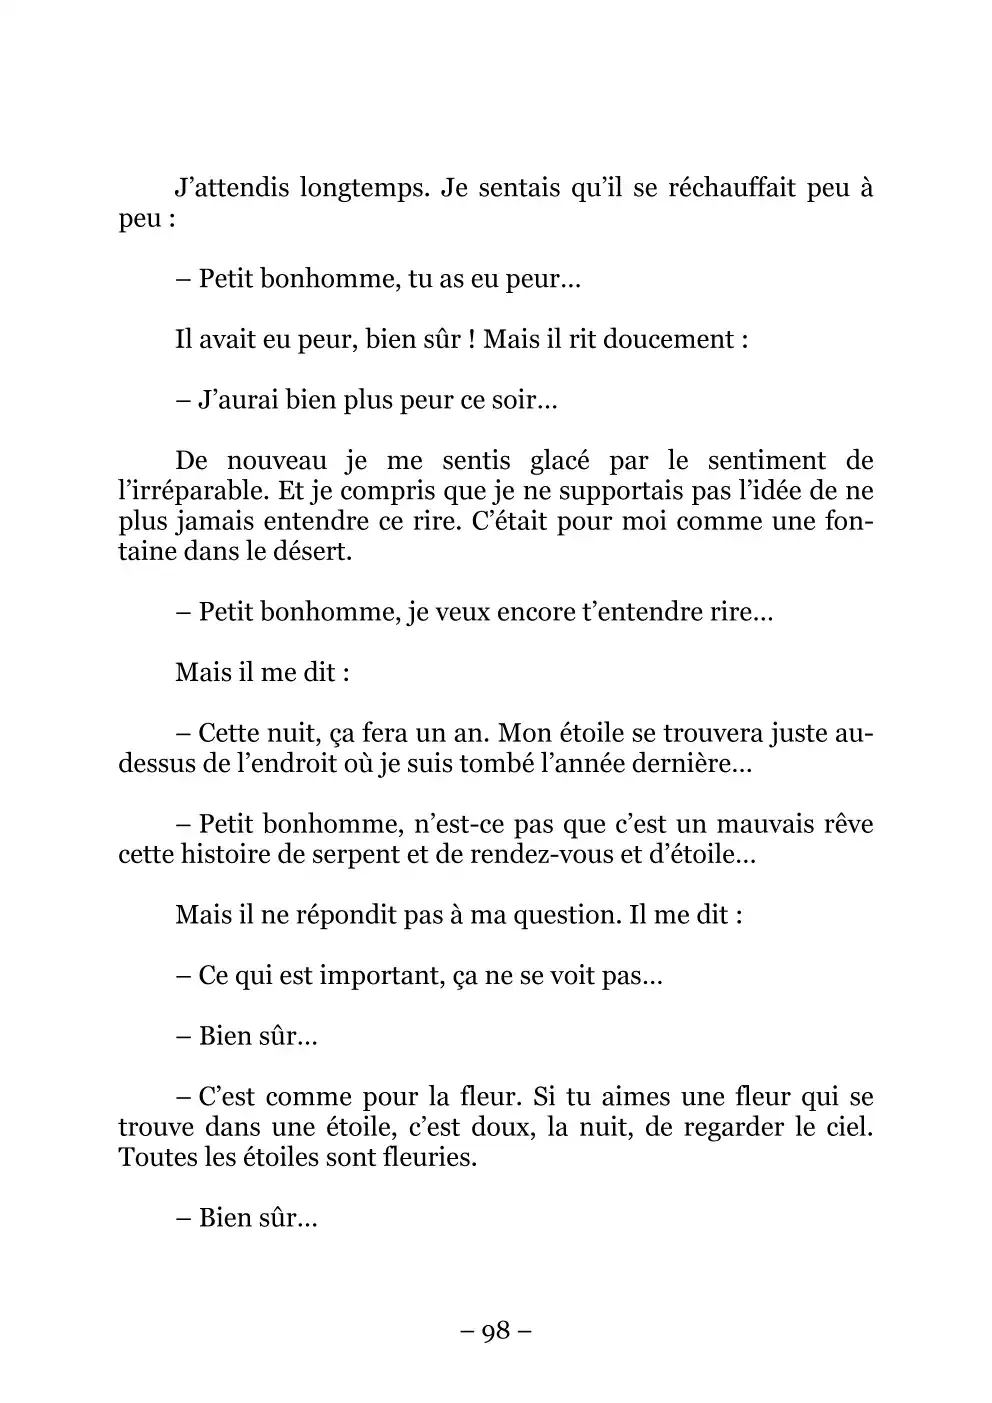 J’attendis longtemps. Je sentais qu’il se réchauffait peu à
peu :
– Petit bonhomme, tu as eu peur…
Il avait eu peur, bien sûr ! Mais il rit doucement :
– J’aurai bien plus peur ce soir…
De nouveau je me sentis glacé par le sentiment de
l’irréparable. Et je compris que je ne supportais pas l’idée de ne
plus jamais entendre ce rire. C’était pour moi comme une fon-
taine dans le désert.
– Petit bonhomme, je veux encore t’entendre rire…
Mais il me dit :
– Cette nuit, ça fera un an. Mon étoile se trouvera juste au-
dessus de l’endroit où je suis tombé l’année dernière…
– Petit bonhomme, n’est-ce pas que c’est un mauvais rêve
cette histoire de serpent et de rendez-vous et d’étoile…
Mais il ne répondit pas à ma question. Il me dit :
– Ce qui est important, ça ne se voit pas…
– Bien sûr…
– C’est comme pour la fleur. Si tu aimes une fleur qui se
trouve dans une étoile, c’est doux, la nuit, de regarder le ciel.
Toutes les étoiles sont fleuries.
– Bien sûr…
– 98 –